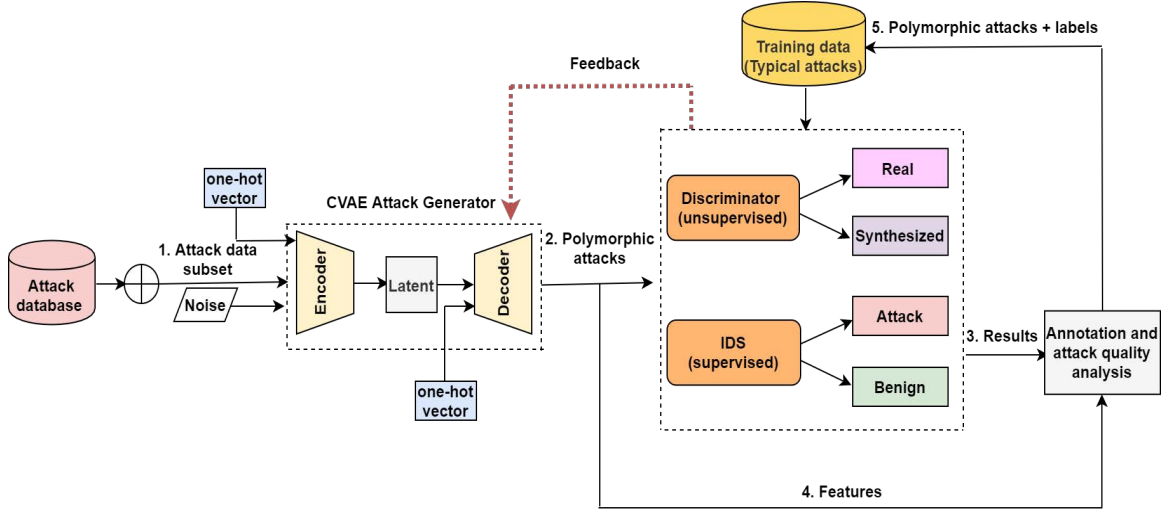 5. Polymorphic attacks + labels
Training data
(Typical attacks)
Feedback
one-hot
vector
CVAE Attack Generator
Real
Discriminator
(unsupervised)
Synthesized
2. Polymorphic
attacks
1. Attack data
subset
Attack
database
Noise
Encoder
Latent
Decoder
one-hot
vector
Attack
IDS
(supervised)
Benign
3. Results
Annotation and
attack quality
analysis
4. Features